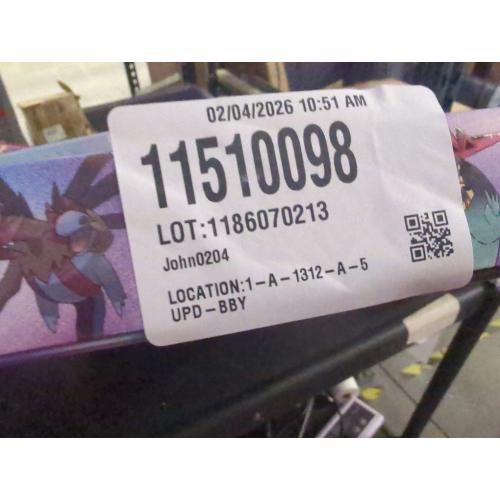 02/04/2026 10:51 AM
11510098
LOT:1186070213
John0204
LOCATION:1-A-1312-A-5
UPD-BBY